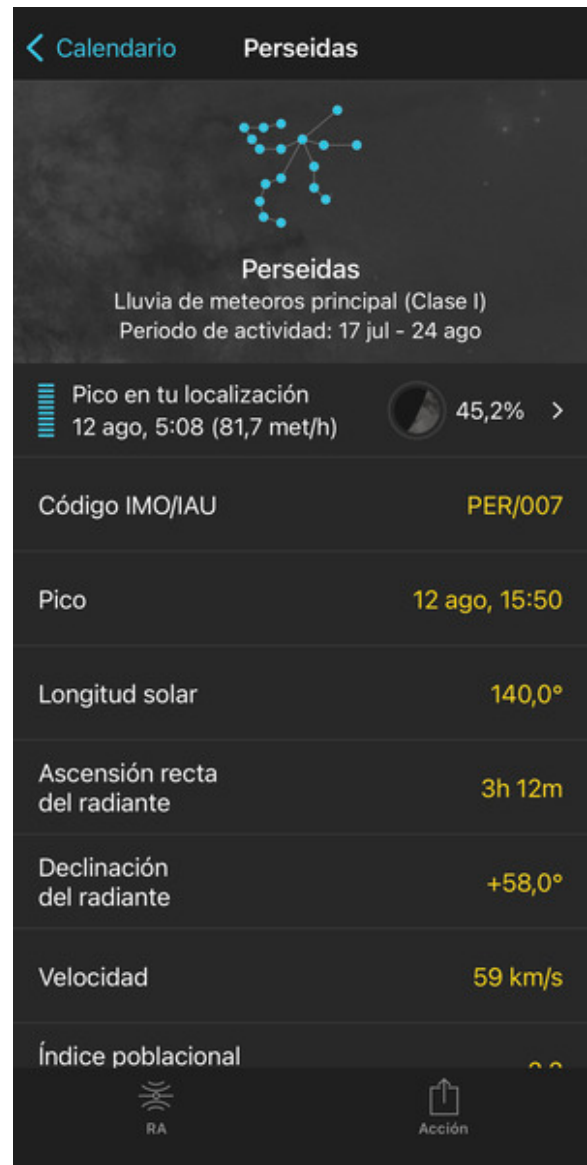 Calendario
Perseidas
Perseidas
Lluvia de meteoros principal (Clase I)
Periodo de actividad: 17 jul - 24 ago
Pico en tu localización
12 ago, 5:08 (81,7 met/h)
45,2%
Código IMO/IAU
PER/007
Pico
12 ago, 15:50
Longitud solar
140,0°
Ascensión recta
del radiante
3h 12m
Declinación
del radiante
+58,0°
Velocidad
59 km/s
Índice poblacional
RA
Acción